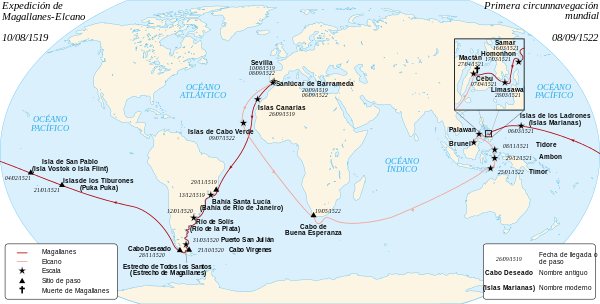 Expedición de
Magallanes-Elcano
10/08/1519
Primera circunnavegación
mundial
08/09/1522
Samar
16/03/1521
Homonhon
17/03/1521
Mactán
27/04/1521
Cebú
07/04/1521
Limasawa
28/03/1521
Sevilla
10/08/1519
08/09/1522
Sanlúcar de Barrameda
20/09/1519
06/09/1522
OCÉANO
ATLÁNTICO
OCÉANO
PACÍFICO
Islas Canarias
26/09/1519
OCÉANO
PACÍFICO
Islas de Cabo Verde
09/07/1522
Islas de los Ladrones
(Islas Marianas)
06/03/1521
Palawan
Brunei
Tidore
08/11/1521
Ambon
29/12/1521
Timor
25/01/1522
OCÉANO
ÍNDICO
Isla de San Pablo
(Isla Vostok o Isla Flint)
04/02/1521
Islas de los Tiburones
(Puka Puka)
21/01/1521
29/11/1519
13/12/1519
Bahía Santa Lucía
(Bahía de Río de Janeiro)
12/01/1520
Río de Solís
(Río de la Plata)
19/05/1522
Cabo de
Buena Esperanza
31/03/1520
Puerto San Julián
Cabo Deseado
28/11/1520
21/10/1520
Cabo Vírgenes
Estrecho de Todos los Santos
(Estrecho de Magallanes)
Magallanes
Elcano
Escala
Sitio de paso
Muerte de Magallanes
26/09/1519
Fecha de llegada o
de paso
Cabo Deseado
Nombre antiguo
(Islas Marianas)
Nombre moderno